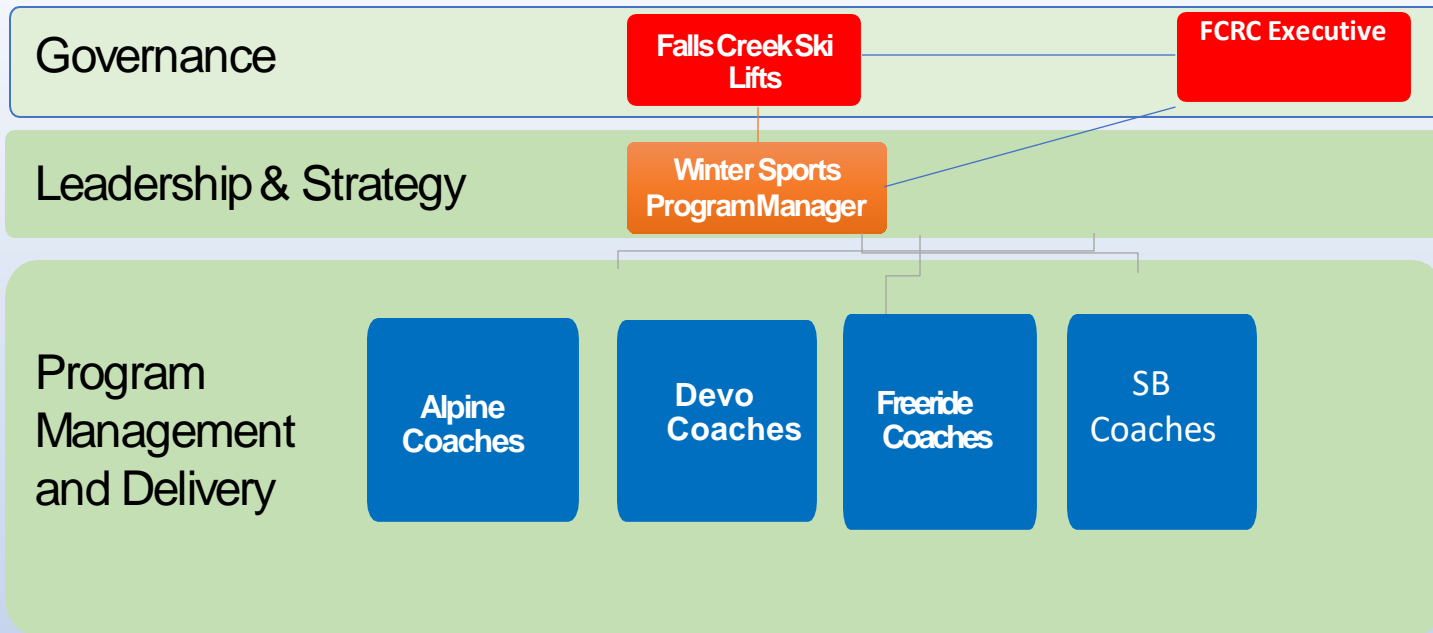 Governance
Falls Creek Ski
Lifts
FCRC Executive
Leadership & Strategy
Winter Sports
Program Manager
Program
Management
and Delivery
Alpine
Coaches
Devo
Coaches
Freeride
Coaches
SB
Coaches